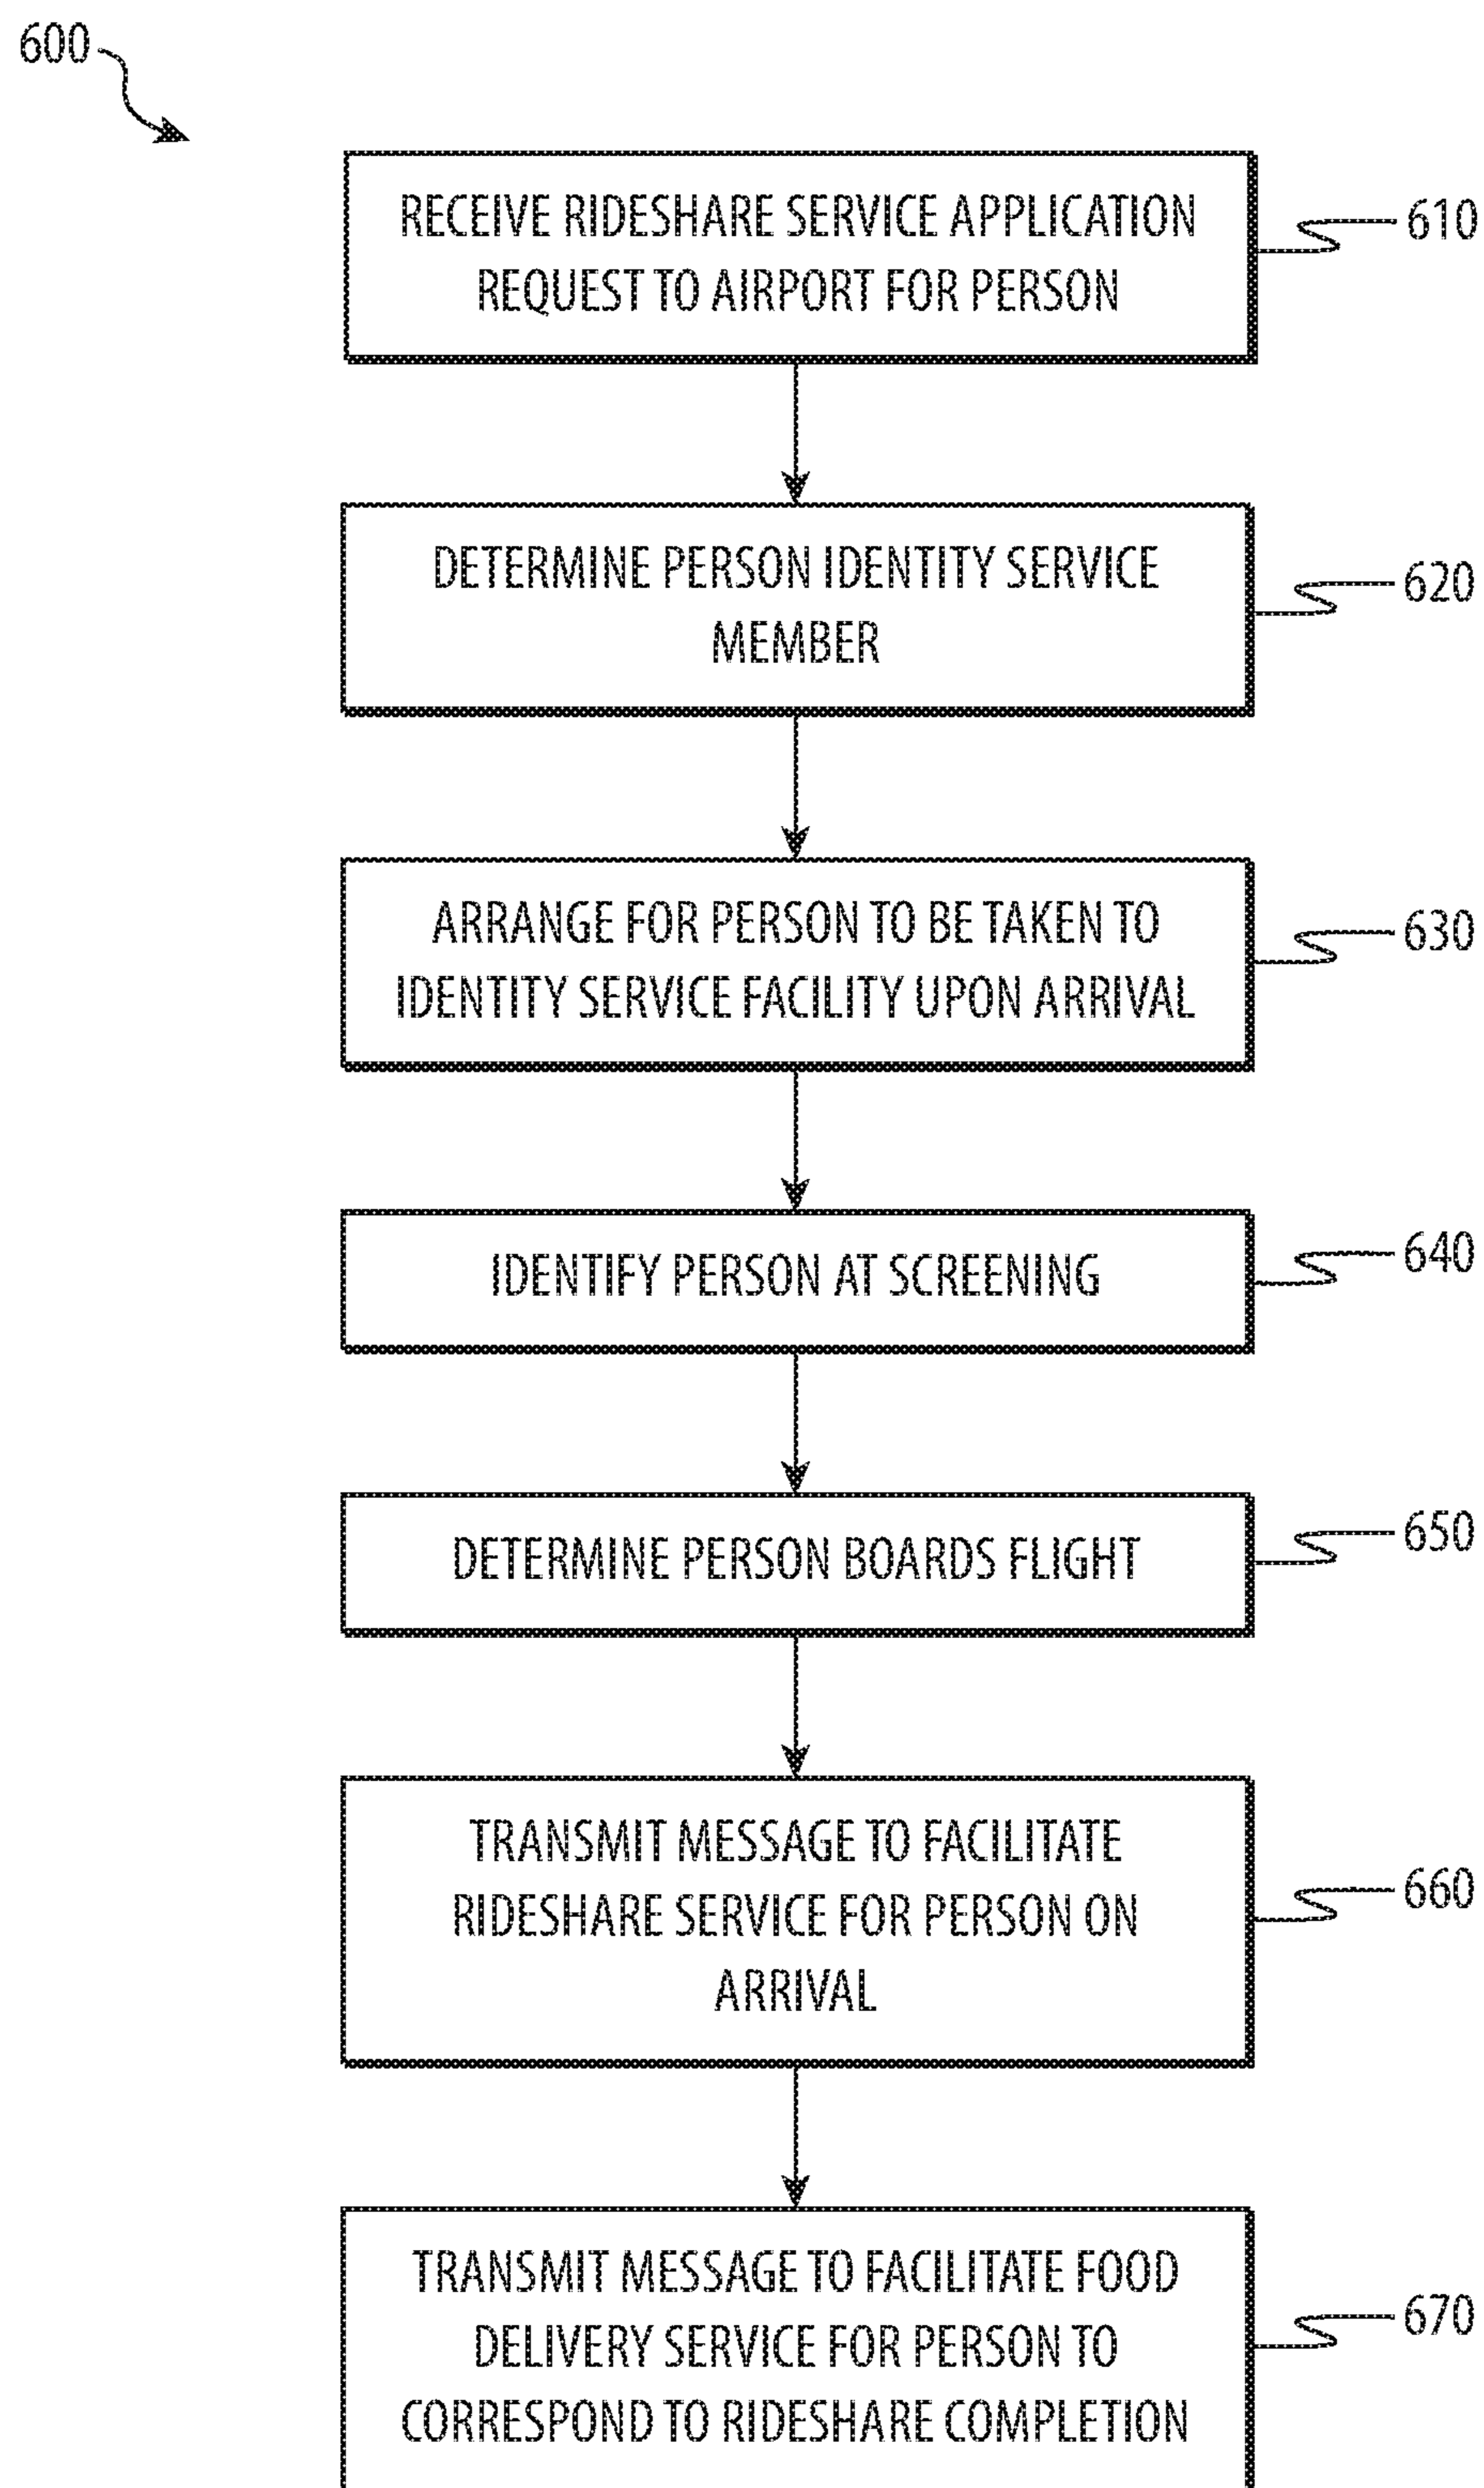 600
RECEIVE RIDESHARE SERVICE APPLICATION
REQUEST TO AIRPORT FOR PERSON
610
DETERMINE PERSON IDENTITY SERVICE
MEMBER
620
ARRANGE FOR PERSON TO BE TAKEN TO
IDENTITY SERVICE FACILITY UPON ARRIVAL
630
IDENTIFY PERSON AT SCREENING
640
DETERMINE PERSON BOARDS FLIGHT
650
TRANSMIT MESSAGE TO FACILITATE
RIDESHARE SERVICE FOR PERSON ON
ARRIVAL
660
TRANSMIT MESSAGE TO FACILITATE FOOD
DELIVERY SERVICE FOR PERSON TO
CORRESPOND TO RIDESHARE COMPLETION
670